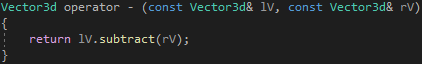 Vector3d operator - (const Vector3d& lV, const Vector3d& rV)
{
    return lV.subtract(rV);
}